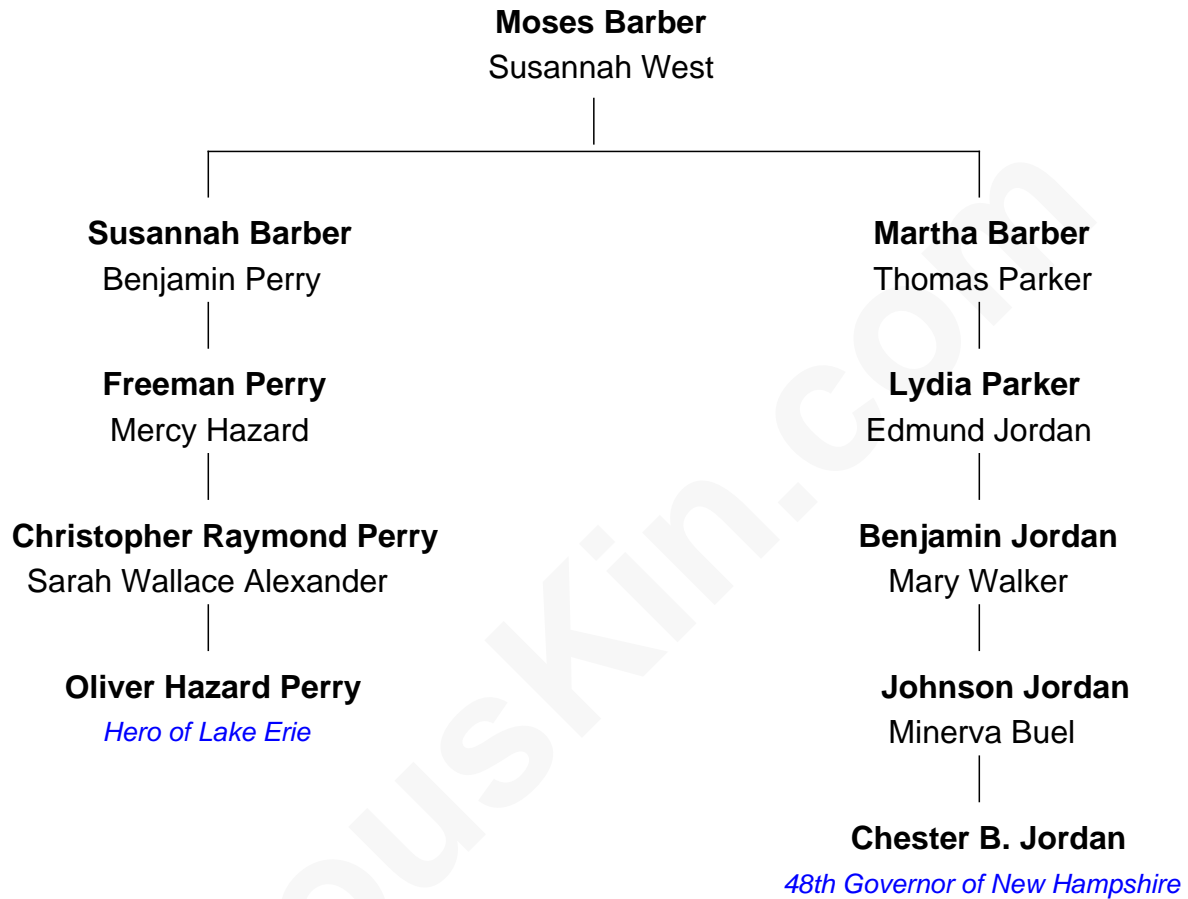 Moses Barber
Susannah West
Susannah Barber
Benjamin Perry
Martha Barber
Thomas Parker
Freeman Perry
Mercy Hazard
Lydia Parker
Edmund Jordan
Christopher Raymond Perry
Sarah Wallace Alexander
Benjamin Jordan
Mary Walker
Oliver Hazard Perry
Hero of Lake Erie
Johnson Jordan
Minerva Buel
Chester B. Jordan
48th Governor of New Hampshire
ousKin.com